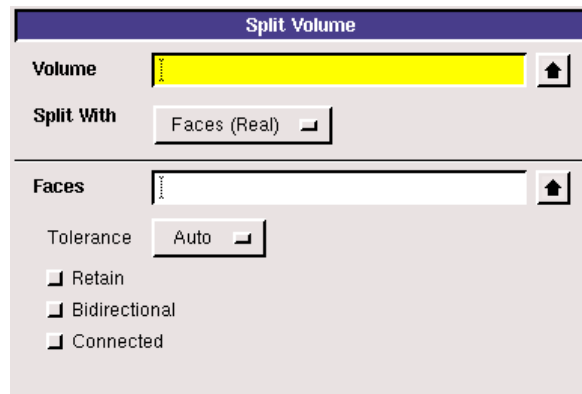 Split Volume
Volume
Split With Faces (Real)
Faces
Tolerance Auto
Retain
Bidirectional
Connected